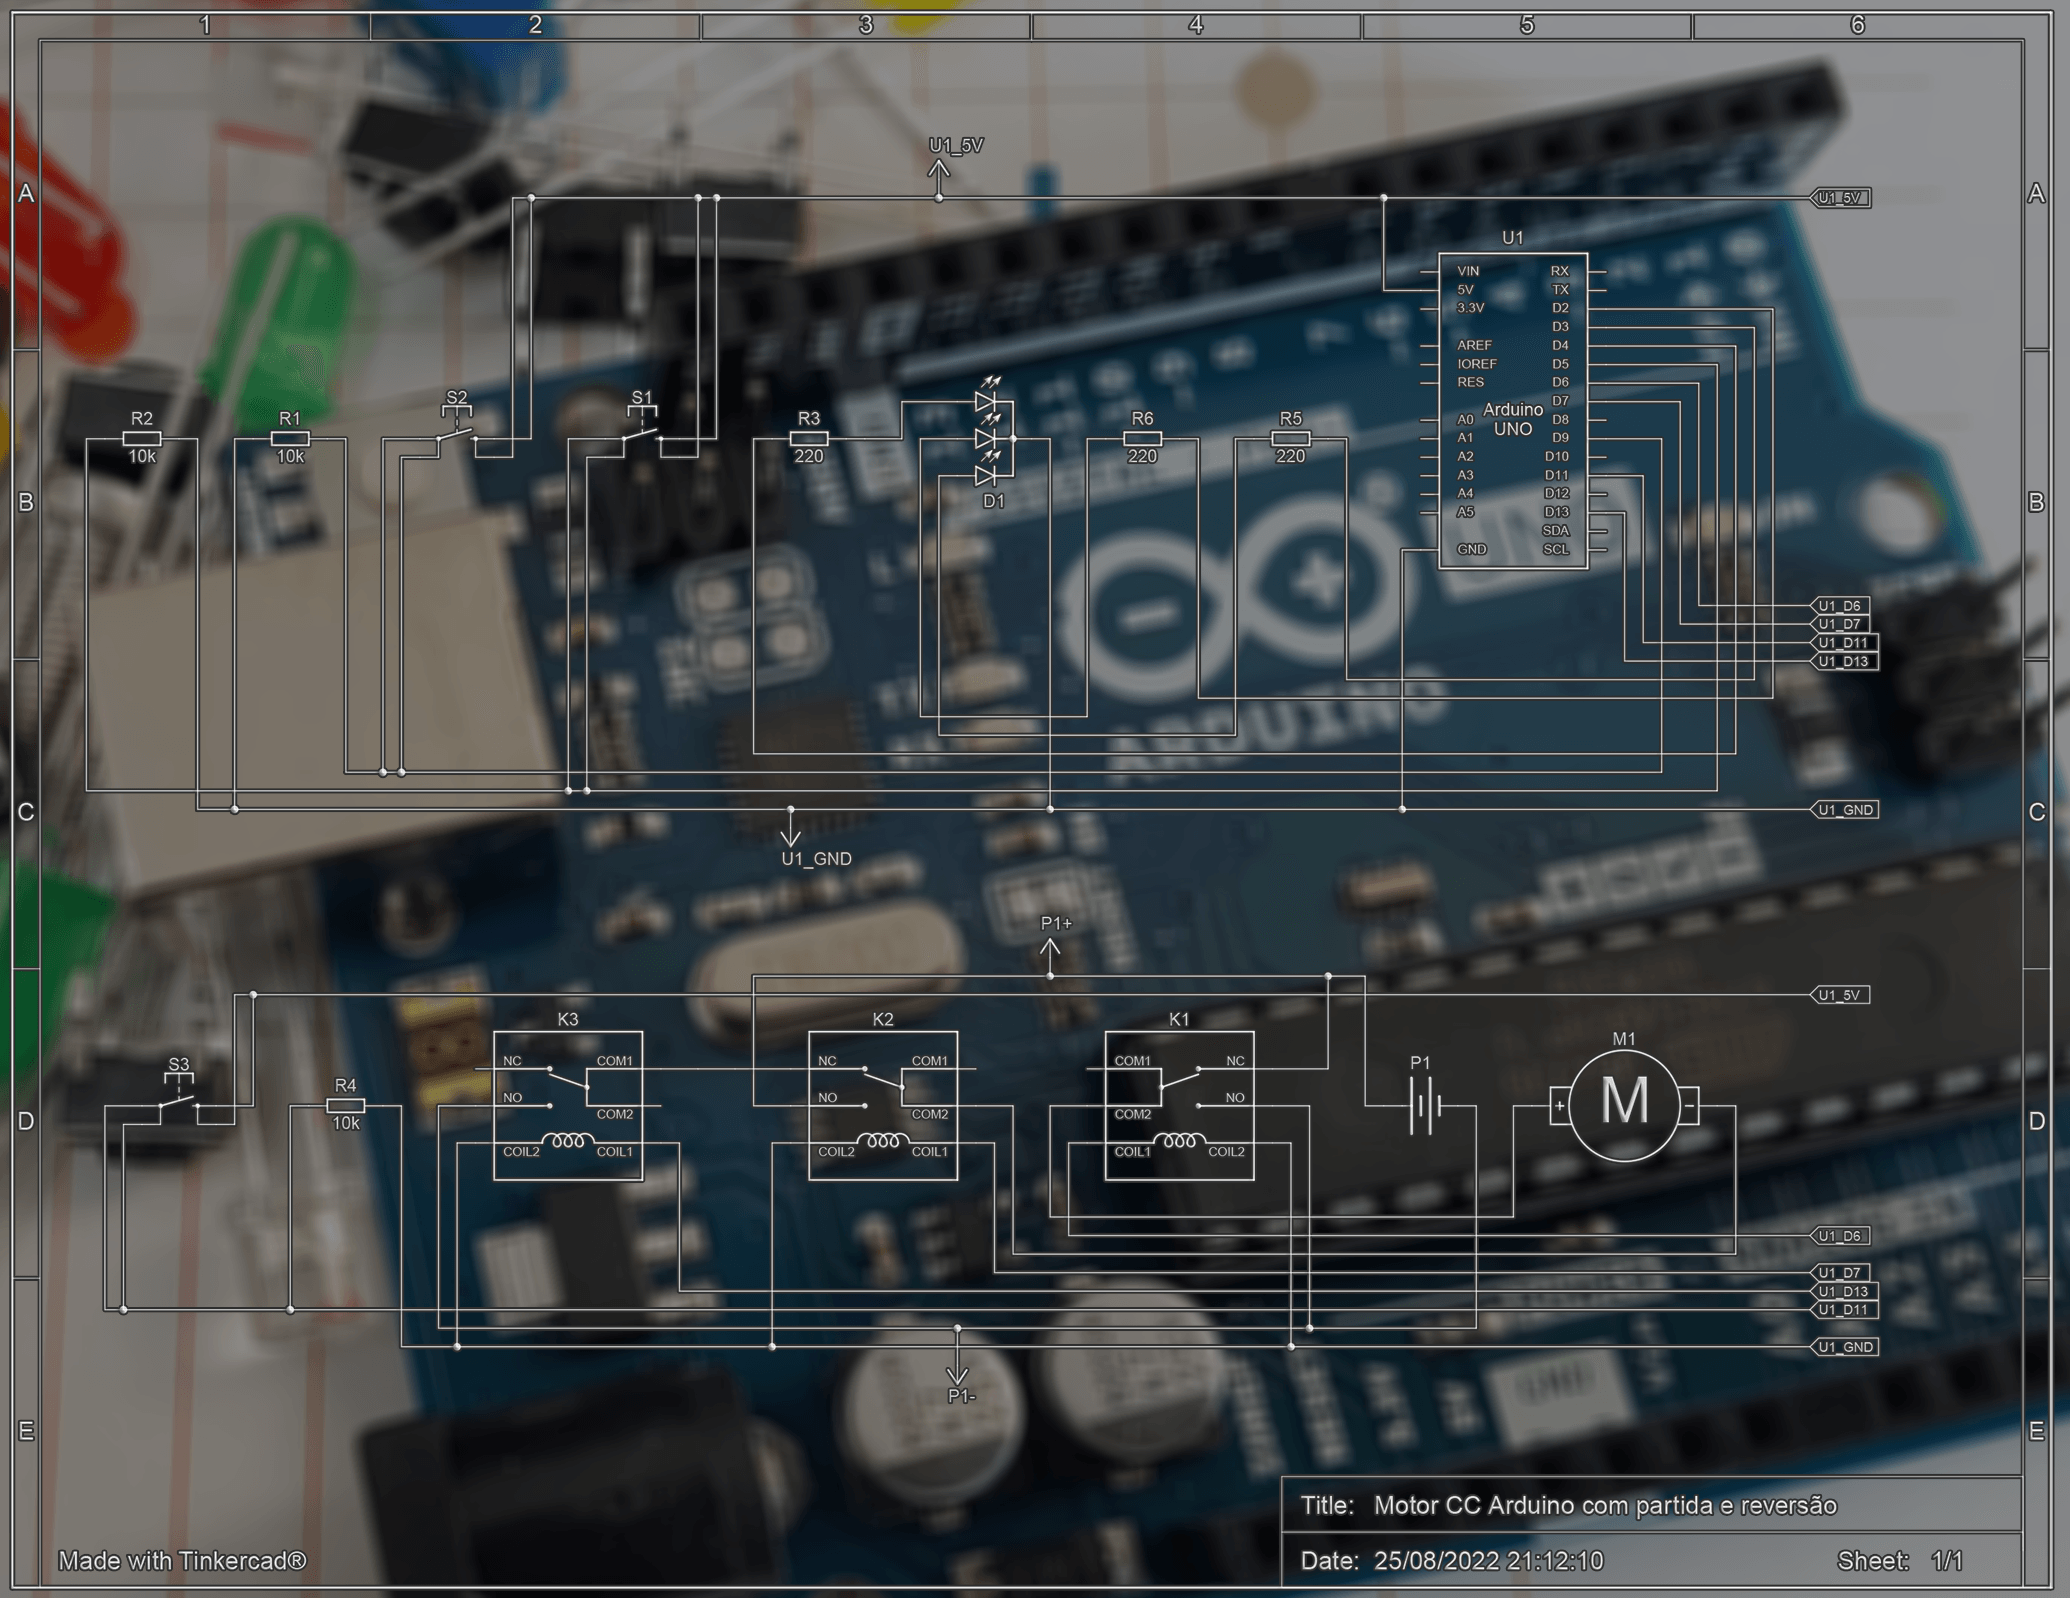 1 2 3 4 5 6
A A
U1_5V
U1_5V
U1
VIN RX
5V TX
3.3V D2
D3
AREF D4
IOREF D5
RES D6
D7
Arduino
UNO
A0 D8
A1 D9
A2 D10
A3 D11
A4 D12
A5 D13
SDA
GND SCL
S2 S1
R2 R1 R3 R6 R5
10k 10k 220 220 220
D1
B B
ARDUINO
U1_D6
U1_D7
U1_D11
U1_D13
C C
U1_GND
U1_GND
P1+
U1_5V
K3 K2 K1
NC COM1 NC COM1 COM1 NC
NO COM2 NO COM2 COM2 NO
COIL2 COIL1 COIL2 COIL1 COIL1 COIL2
S3
R4
10k
P1
M1
+ M -
D D
U1_D6
U1_D7
U1_D13
U1_D11
U1_GND
P1-
E E
Title: Motor CC Arduino com partida e reversão
Date: 25/08/2022 21:12:10 Sheet: 1/1
Made with Tinkercad®